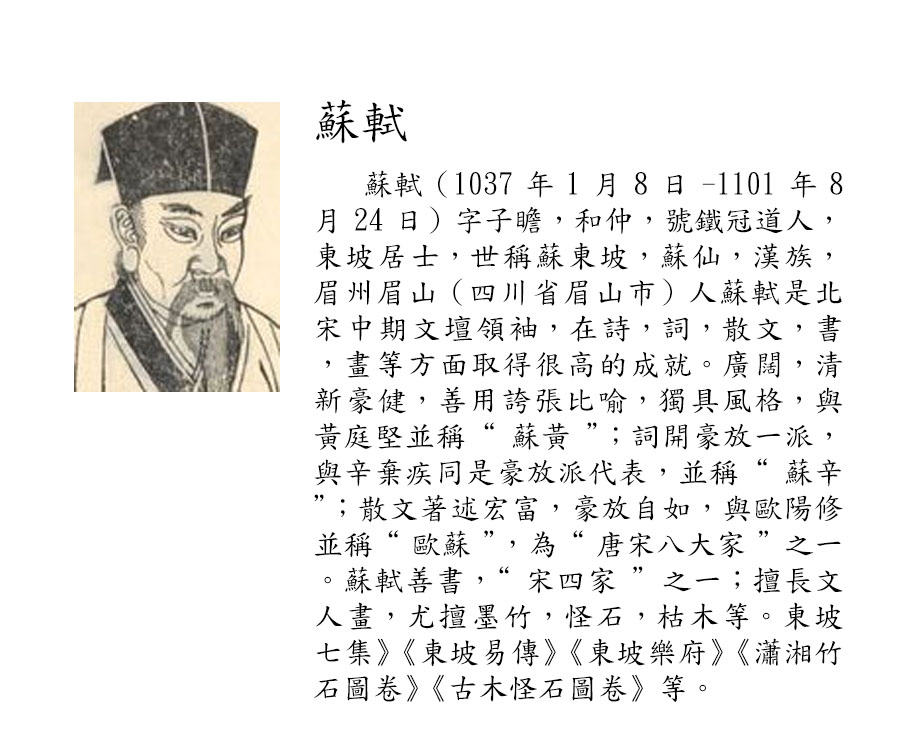 蘇軾
蘇軾（1037 年 1 月 8 日 –1101 年 8
月 24 日）字子瞻，和仲，號鐵冠道人，
東坡居士，世稱蘇東坡，蘇仙，漢族，
眉州眉山（四川省眉山市）人蘇軾是北
宋中期文壇領袖，在詩，詞，散文，書
，畫等方面取得很高的成就。廣闊，清
新豪健，善用誇張比喻，獨具風格，與
黃庭堅並稱 “ 蘇黃 ”；詞開豪放一派，
與辛棄疾同是豪放派代表，並稱 “ 蘇辛
”；散文著述宏富，豪放自如，與歐陽修
並稱 “ 歐蘇 ”，為 “ 唐宋八大家 ” 之一
。蘇軾善書，“ 宋四家 ” 之一；擅長文
人畫，尤擅墨竹，怪石，枯木等。東坡
七集》《東坡易傳》《東坡樂府》《瀟湘竹
石圖卷》《古木怪石圖卷》等。